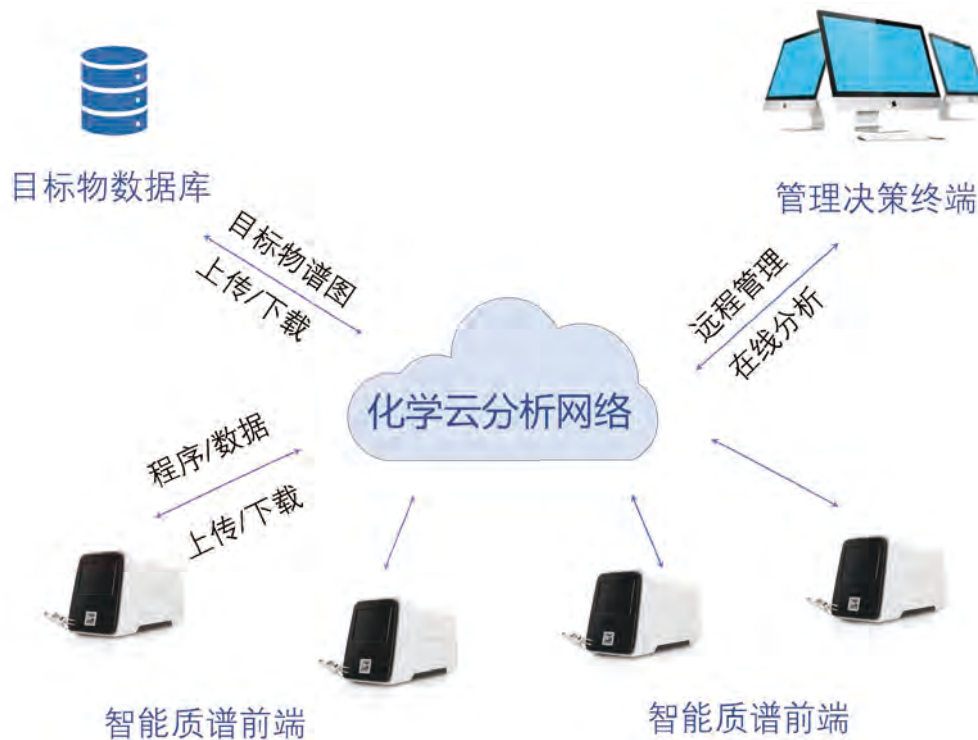 目标物数据库
管理决策终端
目标物谱图
上传/下载
远程管理
在线分析
化学云分析网络
程序/数据
上传/下载
智能质谱前端
智能质谱前端